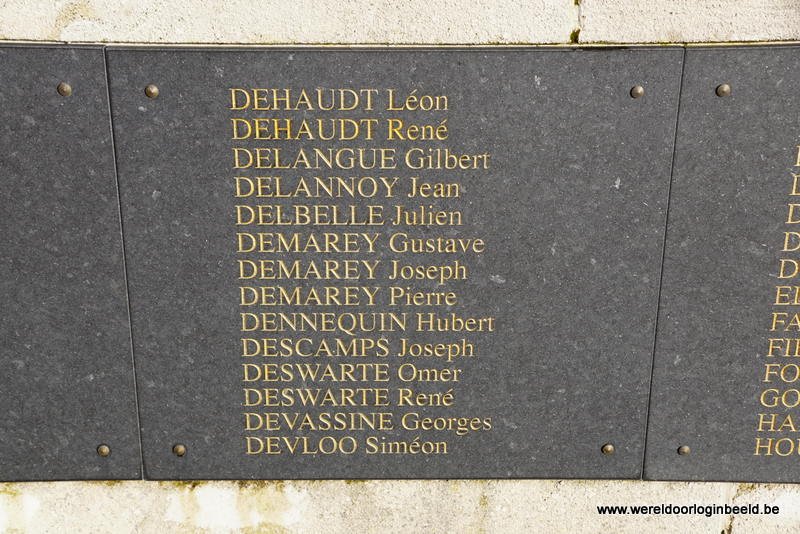 DEHAUDT Léon
DEHAUDT René
DELANGUE Gilbert
DELANNOY Jean
DELBELLE Julien
DEMAREY Gustave
DEMAREY Joseph
DEMAREY Pierre
DENNEQUIN Hubert
DESCAMPS Joseph
DESWARTE Omer
DESWARTE René
DEVASSINE Georges
DEVLOO Siméon
www.wereldoorloginbeeld.be